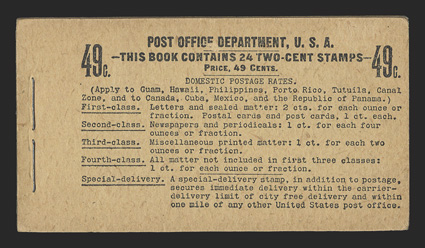 POST OFFICE DEPARTMENT, U. S. A.
49c. —THIS BOOK CONTAINS 24 TWO-CENT STAMPS— 49c.
PRICE, 49 CENTS.
DOMESTIC POSTAGE RATES.
(Apply to Guam, Hawaii, Philippines, Porto Rico, Tutuila, Canal
Zone, and to Canada, Cuba, Mexico, and the Republic of Panama.)
First-class. Letters and sealed matter: 2 cts. for each ounce or
fraction. Postal cards and post cards, 1 ct. each.
Second-class. Newspapers and periodicals: 1 ct. for each four
ounces or fraction.
Third-class. Miscellaneous printed matter: 1 ct. for each two
ounces or fraction.
Fourth-class. All matter not included in first three classes:
1 ct. for each ounce or fraction.
Special-delivery. A special-delivery stamp, in addition to postage,
secures immediate delivery within the carrier-
delivery limit of city free delivery and within
one mile of any other United States post office.